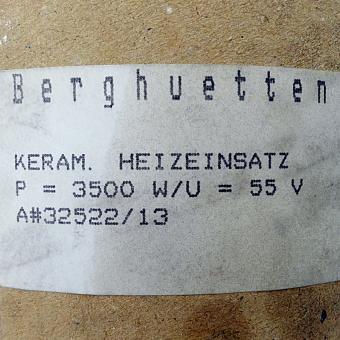 Berghuetten
KERAM. HEIZEINSATZ
P = 3500 W/U = 55 V
A#32522/13